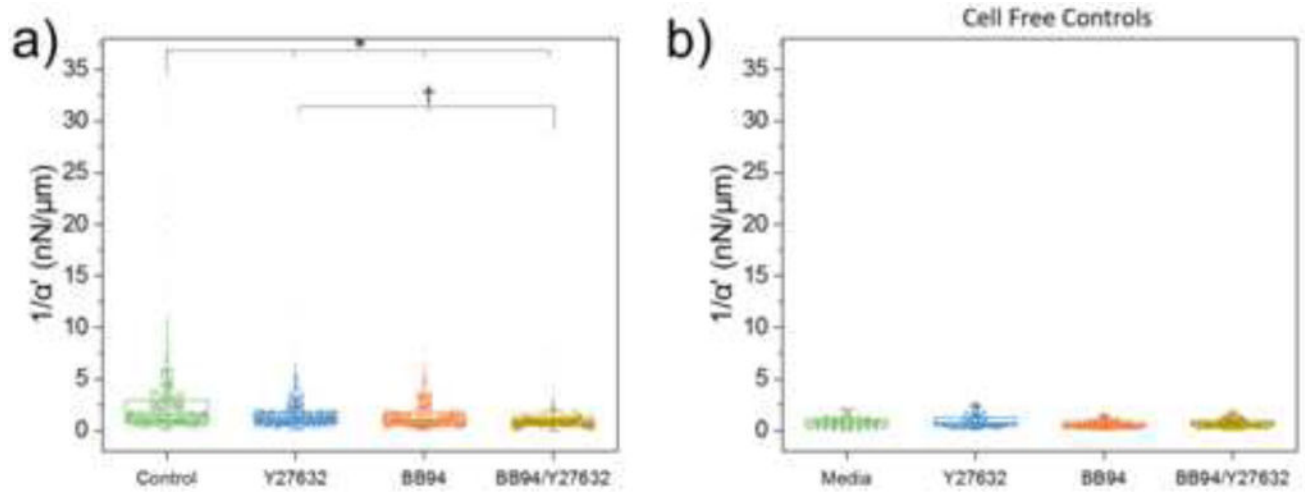 a)
*
†
35
30
25
20
15
10
5
0
1/α' (nN/µm)
Control Y27632 BB94 BB94/Y27632
b)
Cell Free Controls
35
30
25
20
15
10
5
0
1/α' (nN/µm)
Media Y27632 BB94 BB94/Y27632